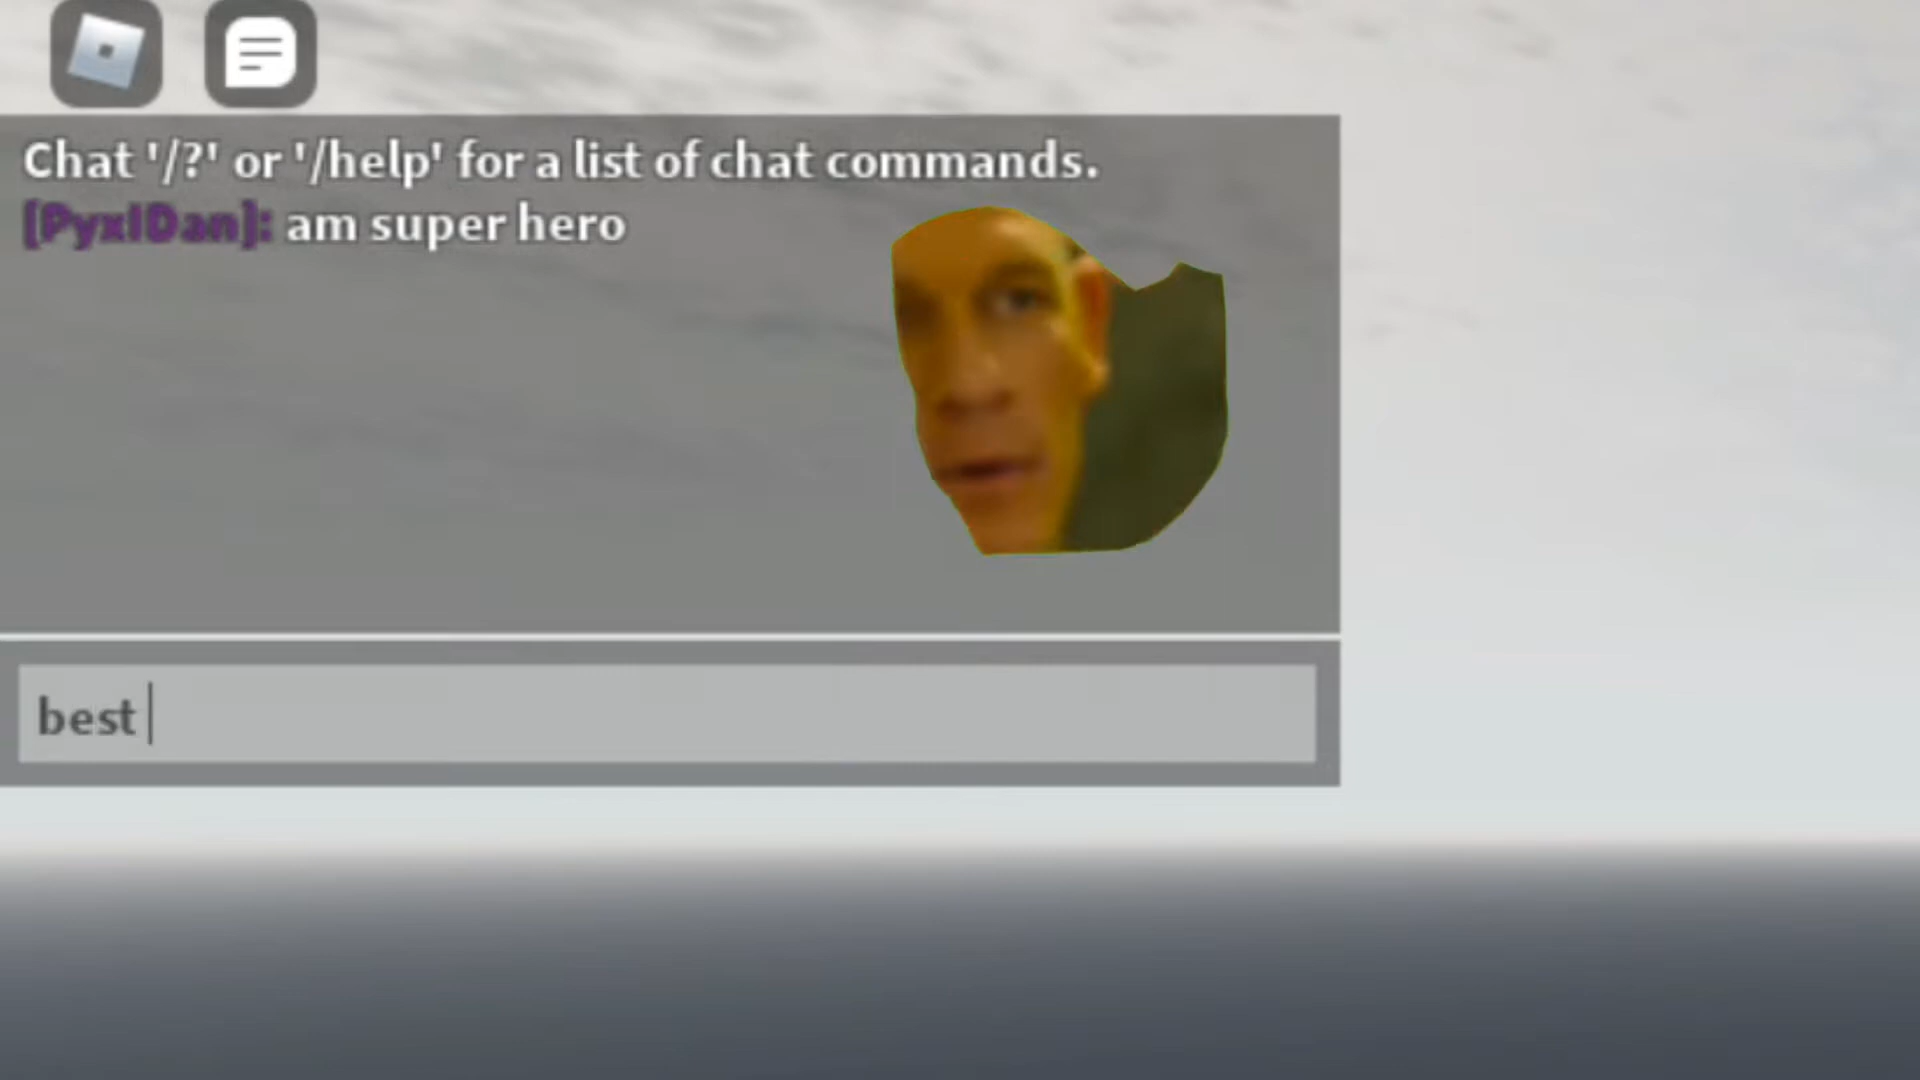 Chat '/?' or '/help' for a list of chat commands.
[PyxlDan]: am super hero
best